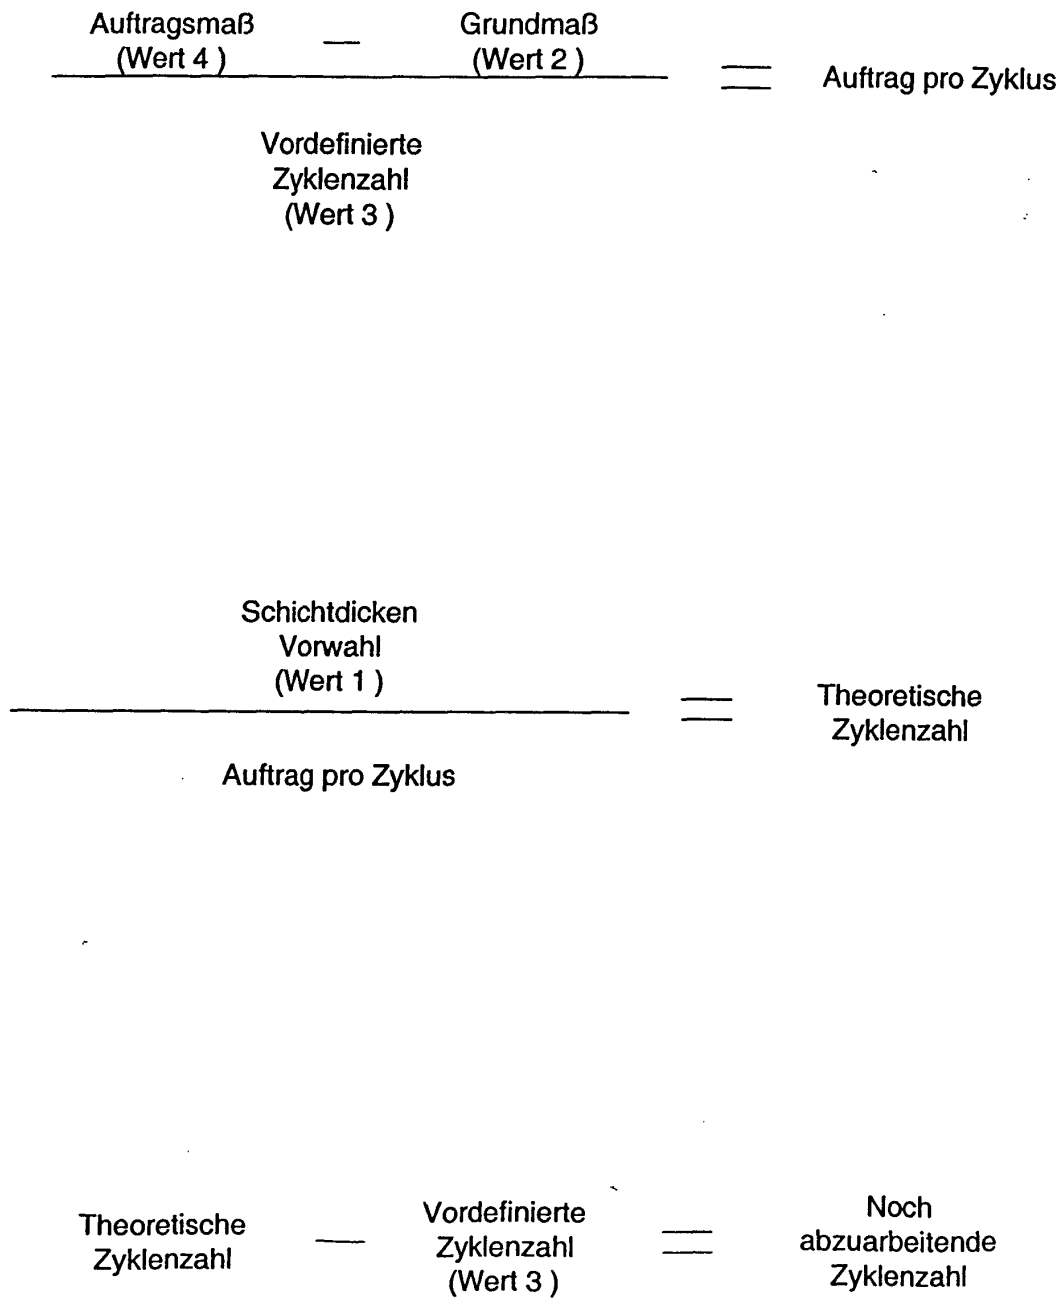 Auftragsmaß — Grundmaß
(Wert 4 ) (Wert 2 )
= Auftrag pro Zyklus
Vordefinierte
Zyklenzahl
(Wert 3 )
Schichtdicken
Vorwahl
(Wert 1 )
= Theoretische
Zyklenzahl
Auftrag pro Zyklus
Theoretische
Zyklenzahl
—
Vordefinierte
Zyklenzahl
(Wert 3 )
=
Noch
abzuarbeitende
Zyklenzahl